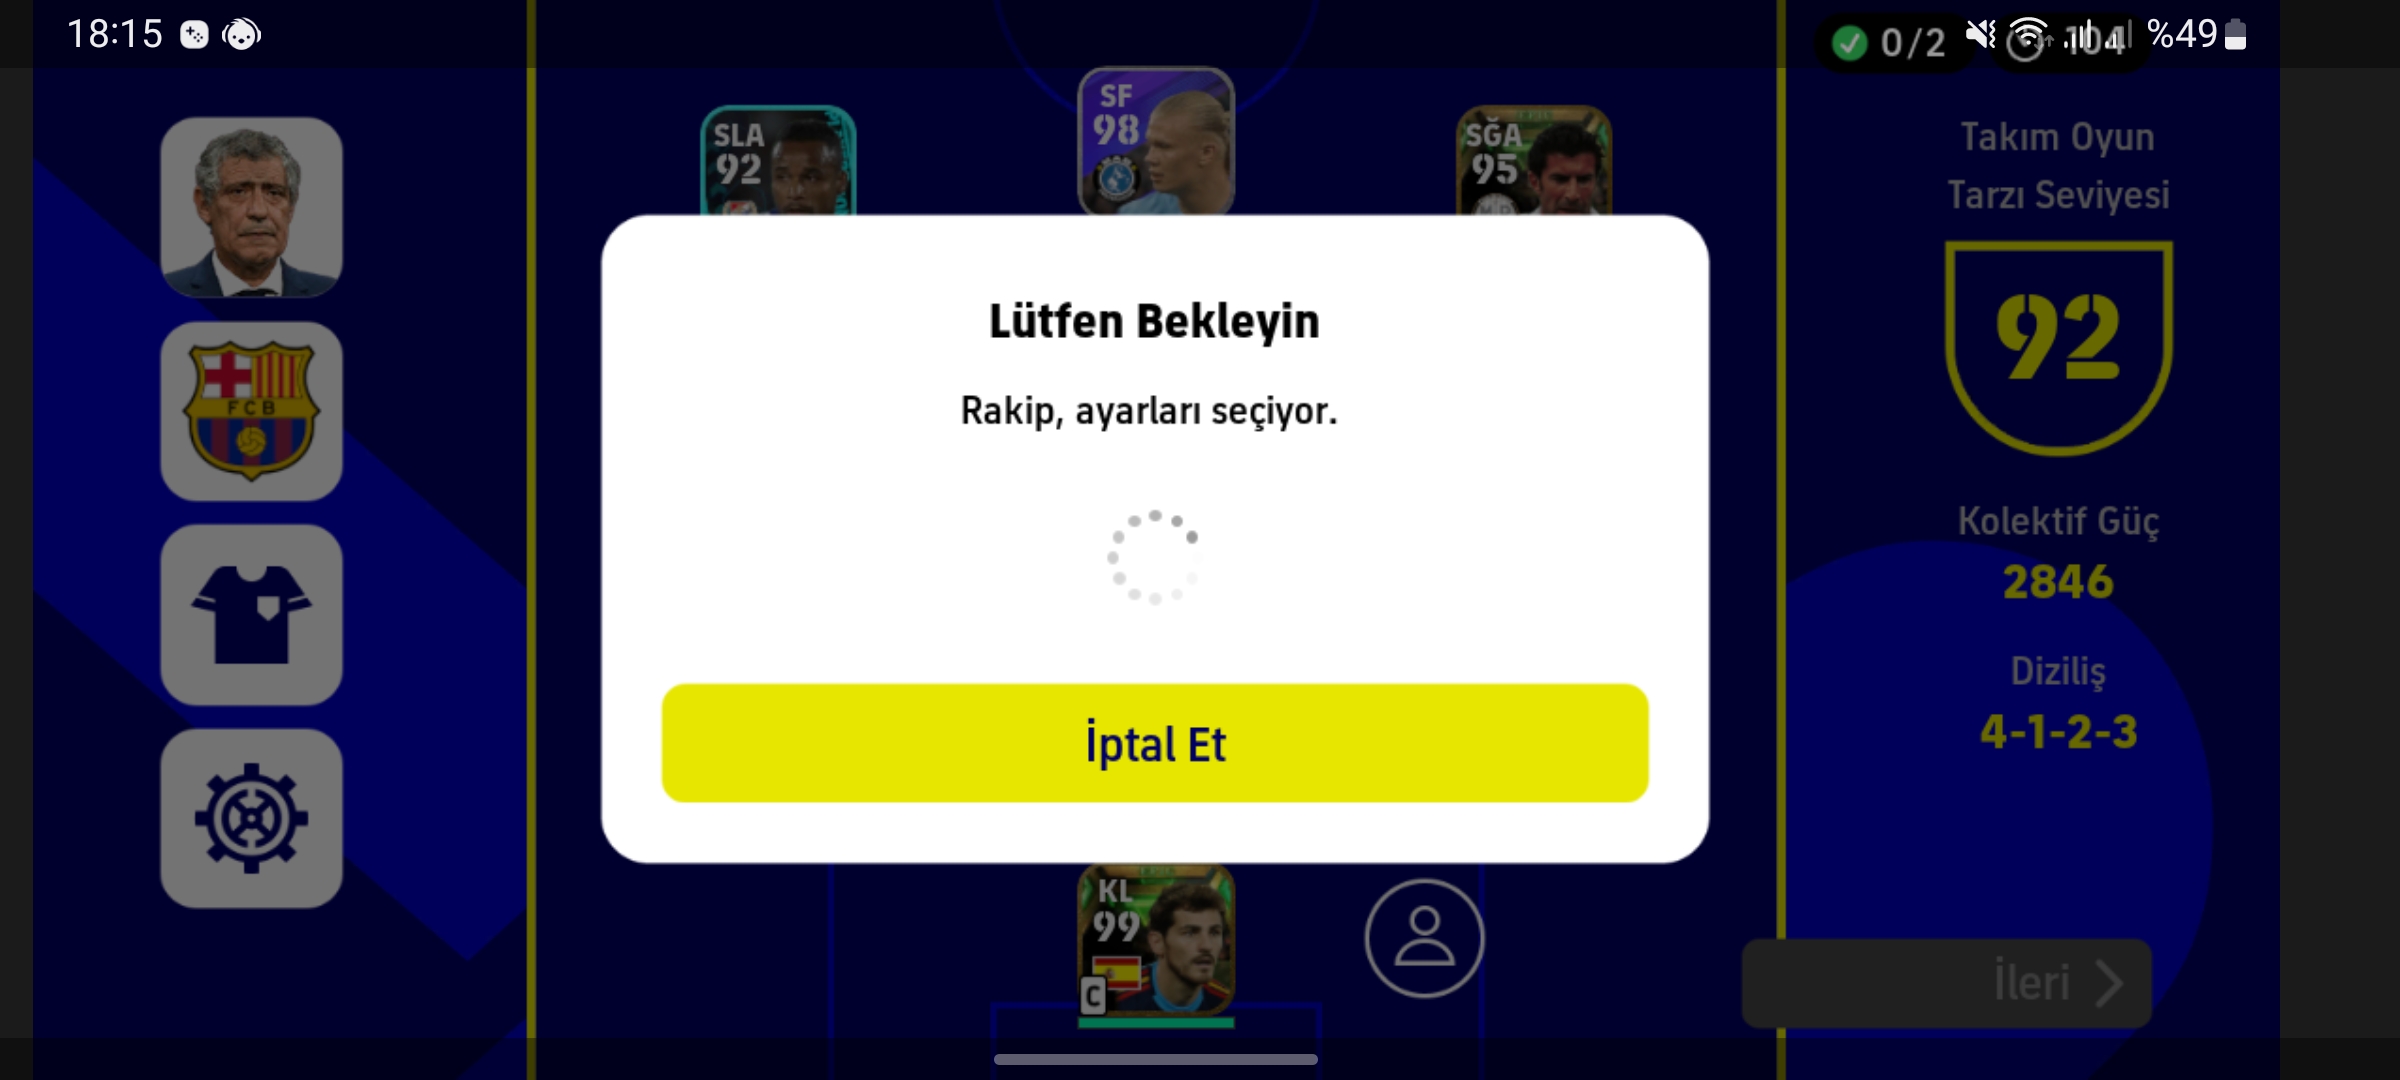 18:15
0/2
104
%49
SLA
92
SF
98
SĞA
95
Takım Oyun
Tarzı Seviyesi
92
FCB
Lütfen Bekleyin
Rakip, ayarları seçiyor.
Kolektif Güç
2846
Diziliş
4-1-2-3
İptal Et
KL
99
C
İleri